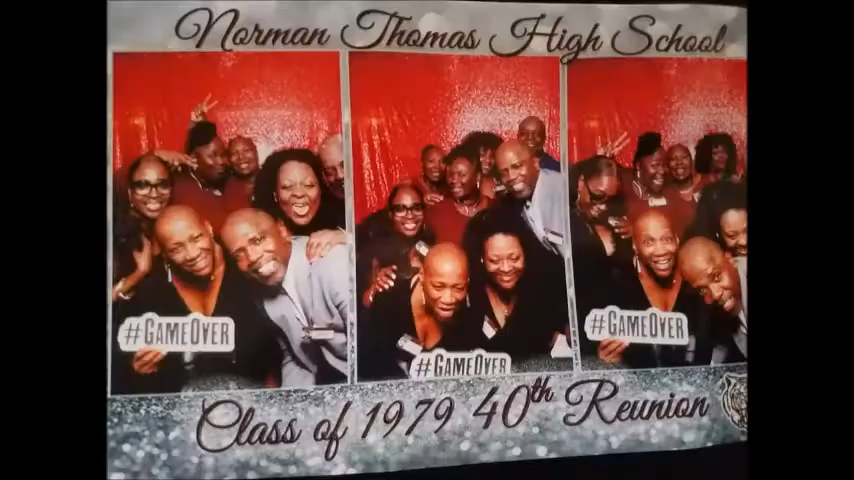 Norman Thomas High School
#GAMEOVER
#GAMEOVER
#GAMEOVER
Class of 1979 40th Reunion